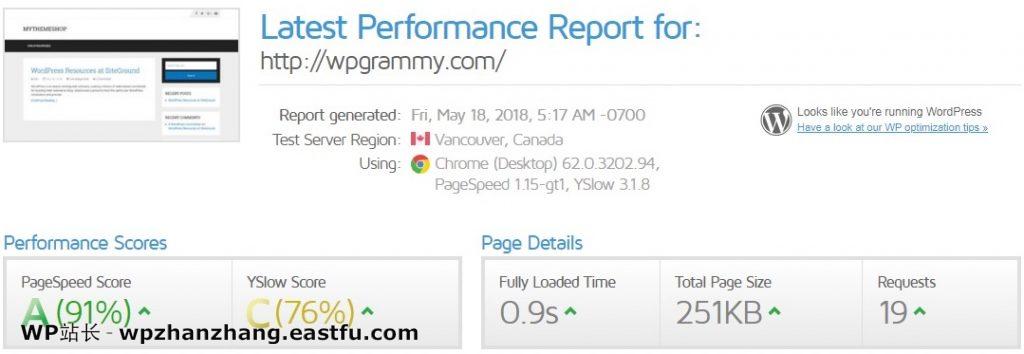 Latest Performance Report for:
http://wpgrammy.com/
MYTHEMESHOP
WordPress Resources at SiteGround
RECENT POSTS
RECENT COMMENTS
Report generated: Fri, May 18, 2018, 5:17 AM -0700
Test Server Region: Vancouver, Canada
Using: Chrome (Desktop) 62.0.3202.94,
PageSpeed 1.15-gt1, YSlow 3.1.8
Looks like you're running WordPress
Have a look at our WP optimization tips »
Performance Scores
PageSpeed Score
A (91%)
YSlow Score
C (76%)
Page Details
Fully Loaded Time
0.9s
Total Page Size
251KB
Requests
19
WP站长 - wpzhanzhang.eastfu.com